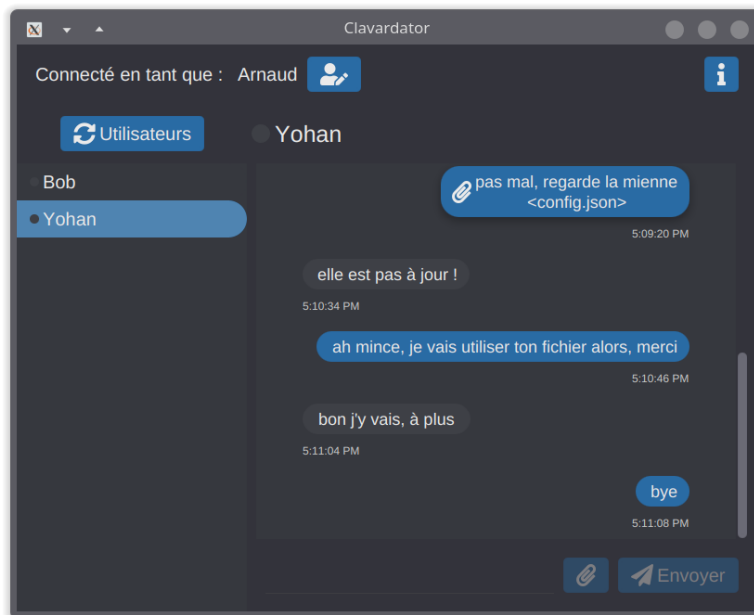 Clavardator
Connecté en tant que : Arnaud
Utilisateurs
Yohan
Bob
Yohan
pas mal, regarde la mienne
<config.json>
5:09:20 PM
elle est pas à jour !
5:10:34 PM
ah mince, je vais utiliser ton fichier alors, merci
5:10:46 PM
bon j'y vais, à plus
5:11:04 PM
bye
5:11:08 PM
Envoyer